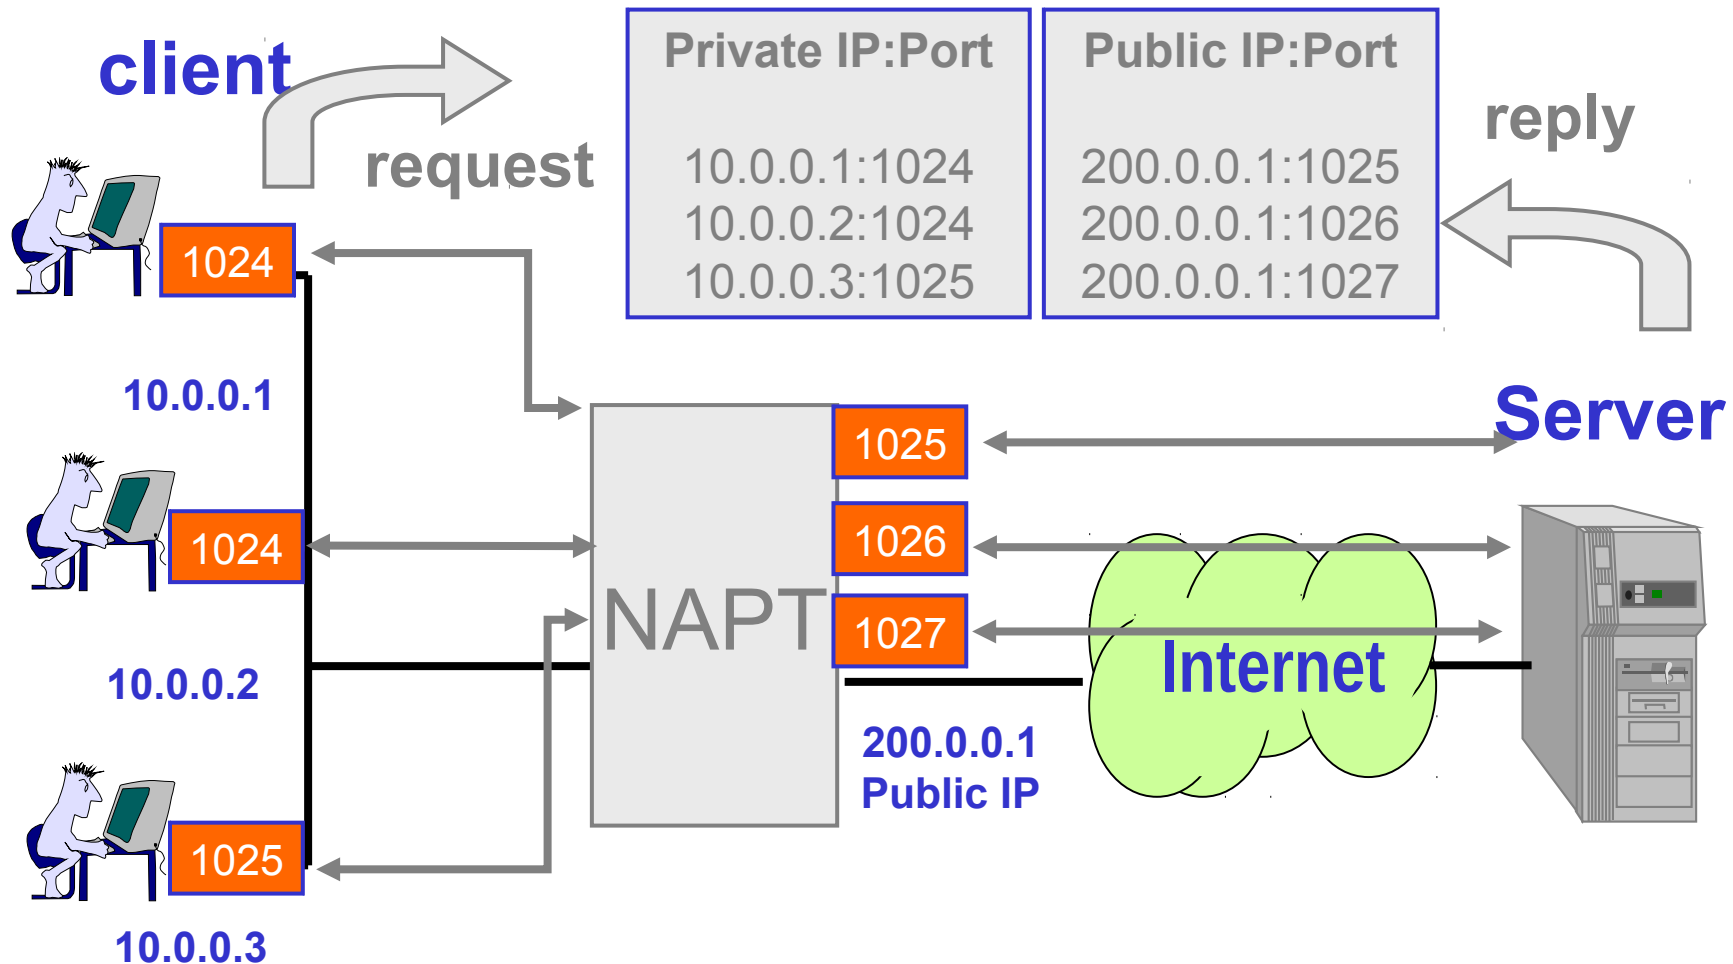 client
request
Private IP:Port
10.0.0.1:1024
10.0.0.2:1024
10.0.0.3:1025
Public IP:Port
200.0.0.1:1025
200.0.0.1:1026
200.0.0.1:1027
reply
1024
10.0.0.1
1024
10.0.0.2
1025
10.0.0.3
NAPT
1025
1026
1027
200.0.0.1
Public IP
Internet
Server